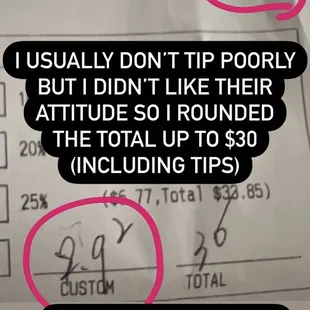 I USUALLY DON'T TIP POORLY
BUT I DIDN'T LIKE THEIR
ATTITUDE SO I ROUNDED
THE TOTAL UP TO $30
(INCLUDING TIPS)
20%
25% ($6.77,Total $33.85)
2.92 30
CUSTOM TOTAL